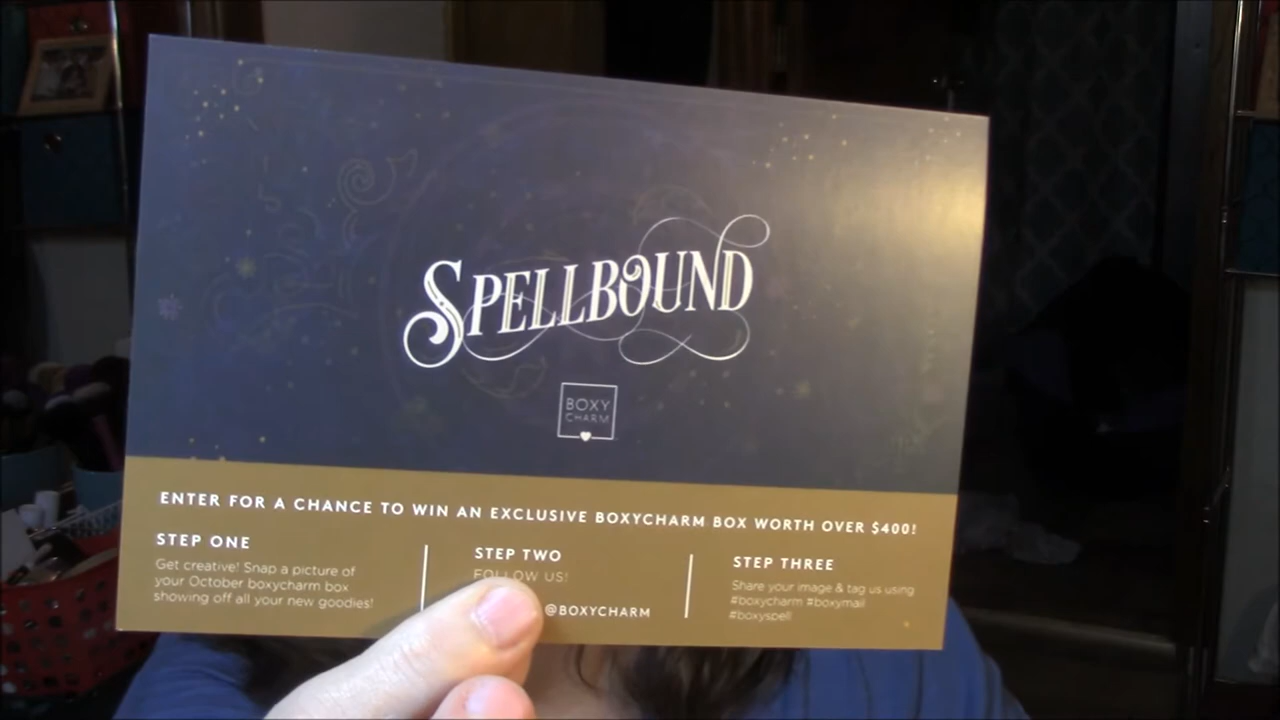 SPELLBOUND
BOXY
CHARM
ENTER FOR A CHANCE TO WIN AN EXCLUSIVE BOXYCHARM BOX WORTH OVER $400!
STEP ONE
Get creative! Snap a picture of
your October boxycharm box
showing off all your new goodies!
STEP TWO
FOLLOW US!
@BOXYCHARM
STEP THREE
Share your image & tag us using
#boxycharm #boxymail
#boxyspell